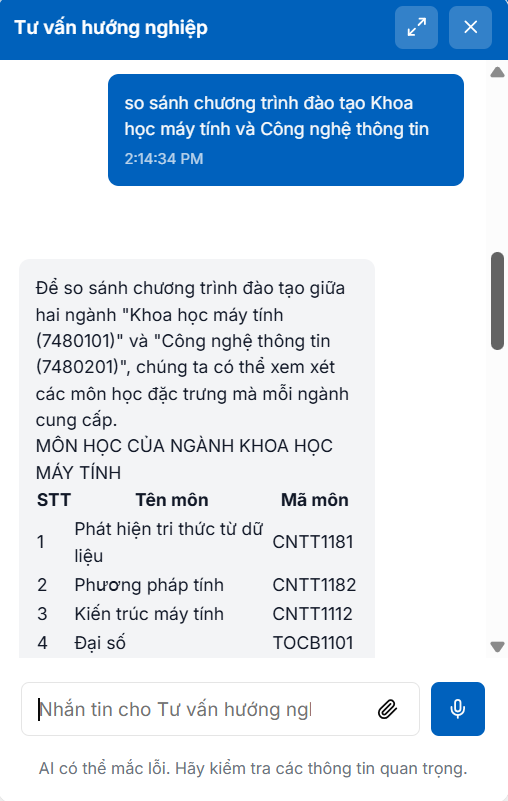 Tư vấn hướng nghiệp
so sánh chương trình đào tạo Khoa
học máy tính và Công nghệ thông tin
2:14:34 PM
Để so sánh chương trình đào tạo giữa
hai ngành "Khoa học máy tính
(7480101)" và "Công nghệ thông tin
(7480201)", chúng ta có thể xem xét
các môn học đặc trưng mà mỗi ngành
cung cấp.
MÔN HỌC CỦA NGÀNH KHOA HỌC
MÁY TÍNH
STT Tên môn Mã môn
1 Phát hiện tri thức từ dữ
liệu CNTT1181
2 Phương pháp tính CNTT1182
3 Kiến trúc máy tính CNTT1112
4 Đại số TOCB1101
Nhắn tin cho Tư vấn hướng ngh
AI có thể mắc lỗi. Hãy kiểm tra các thông tin quan trọng.